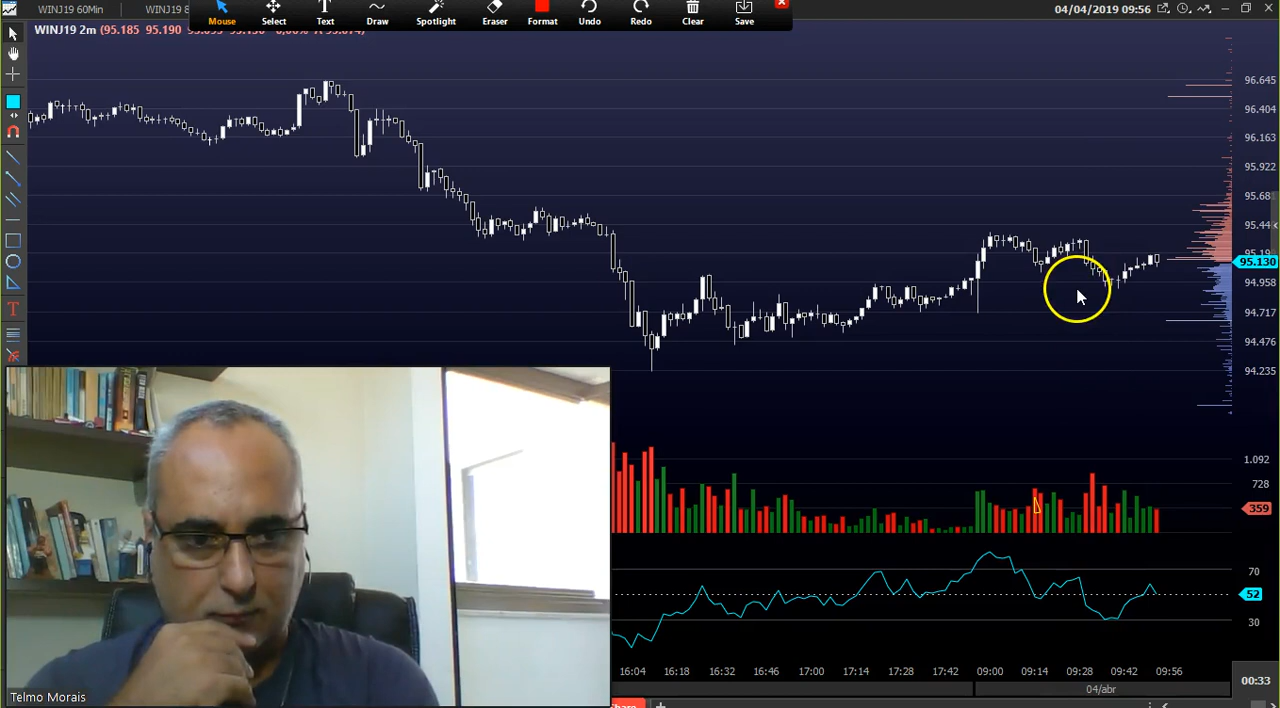 WINJ19 60Min
WINJ19 8
Mouse
Select
Text
Draw
Spotlight
Eraser
Format
Undo
Redo
Clear
Save
04/04/2019 09:56
WINJ19 2m (95.185 95.190
96.645
96.404
96.163
95.922
95.68
95.44
95.19
95.130
94.958
94.717
94.476
94.235
1.092
728
359
70
52
30
16:04 16:18 16:32 16:46 17:00 17:14 17:28 17:42 09:00 09:14 09:28 09:42 09:56
04/abr
00:33
Telmo Morais